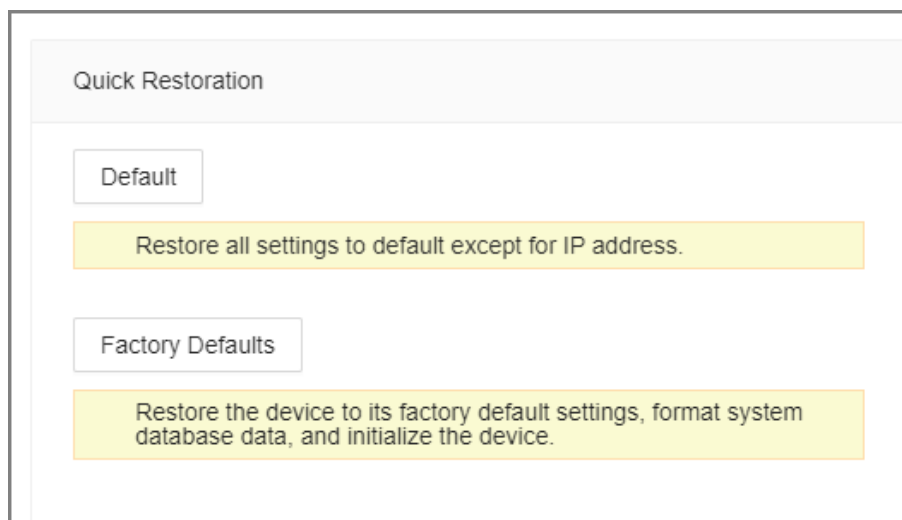 Quick Restoration
Default
Restore all settings to default except for IP address.
Factory Defaults
Restore the device to its factory default settings, format system
database data, and initialize the device.